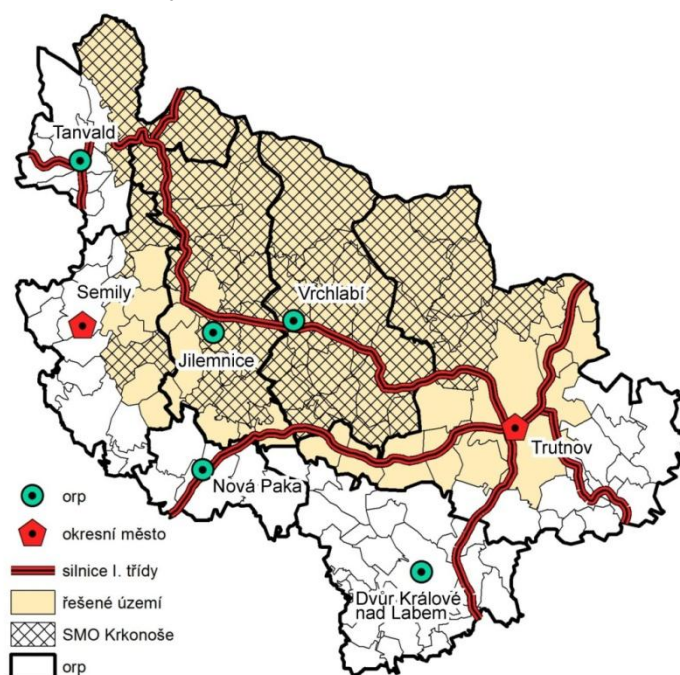 Tanvald
Semily
Vrchlabí
Jilemnice
Trutnov
Nová Paka
Dvůr Králové
nad Labem
orp
okresní město
silnice I. třídy
řešené území
SMO Krkonoše
orp